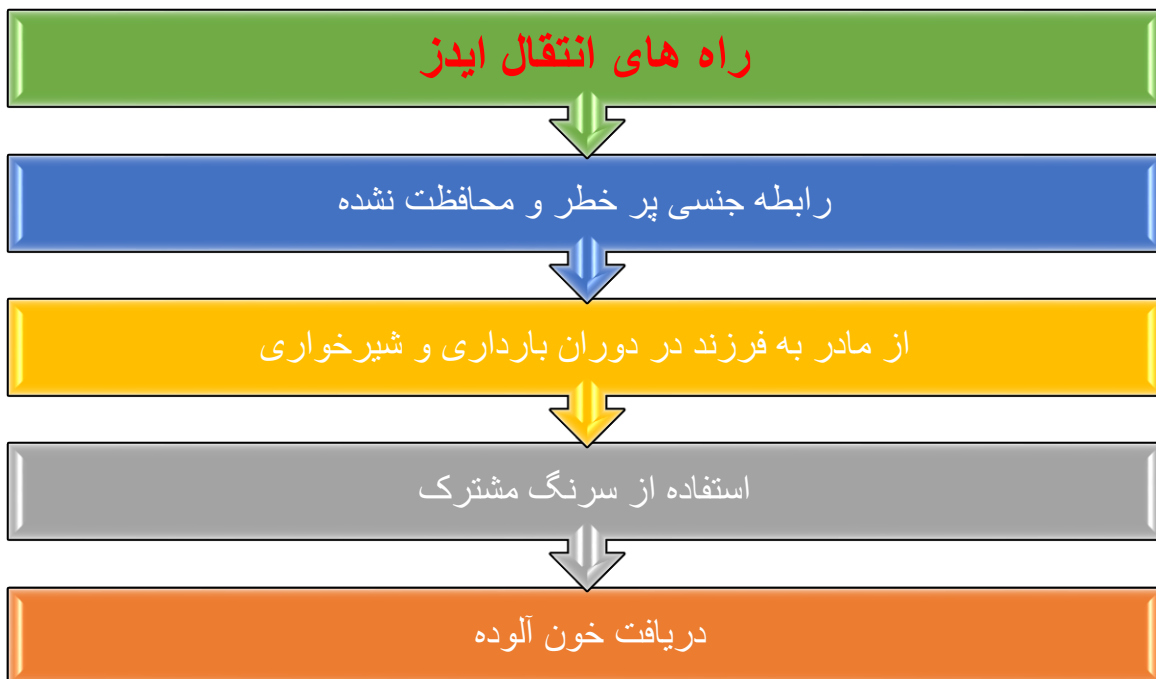 راه های انتقال ایدز
رابطه جنسی پر خطر و محافظت نشده
از مادر به فرزند در دوران بارداری و شیرخواری
استفاده از سرنگ مشترک
دریافت خون آلوده